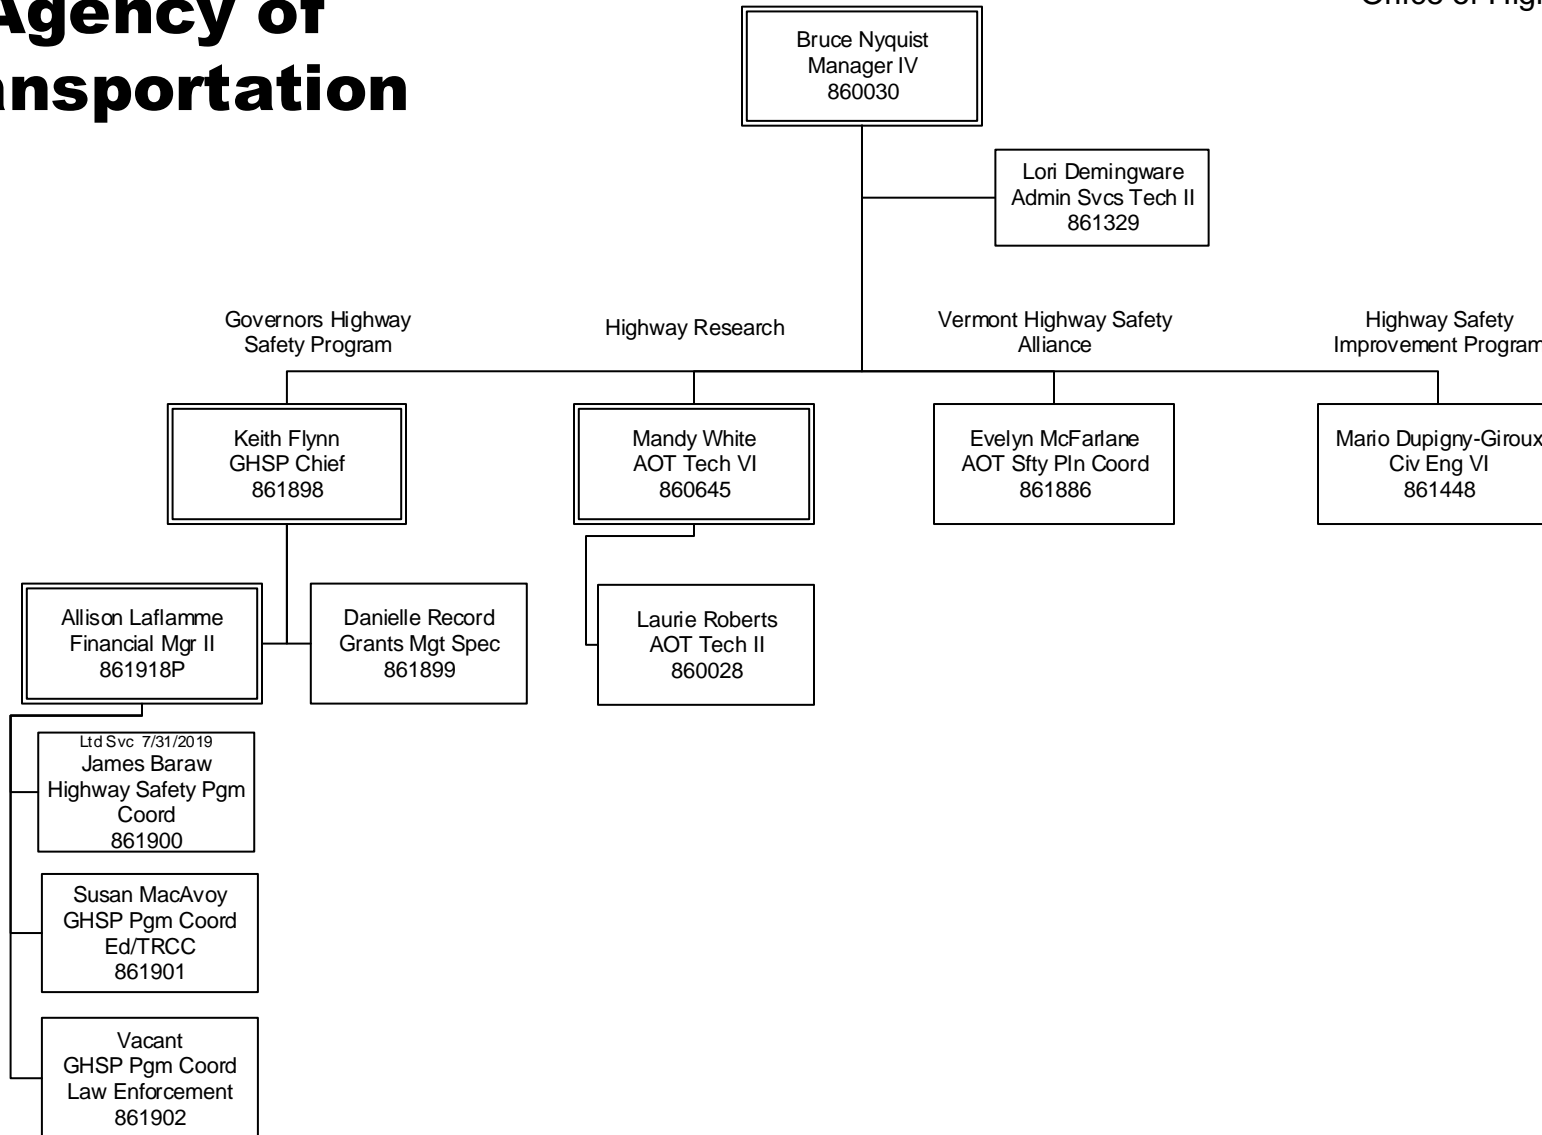 Agency of
ansportation
Bruce Nyquist
Manager IV
860030
Lori Demingware
Admin Svcs Tech II
861329
Governors Highway
Safety Program
Highway Research
Vermont Highway Safety
Alliance
Highway Safety
Improvement Program
Keith Flynn
GHSP Chief
861898
Mandy White
AOT Tech VI
860645
Evelyn McFarlane
AOT Sfty Pln Coord
861886
Mario Dupigny-Giroux
Civ Eng VI
861448
Allison Laflamme
Financial Mgr II
861918P
Danielle Record
Grants Mgt Spec
861899
Laurie Roberts
AOT Tech II
860028
Ltd Svc 7/31/2019
James Baraw
Highway Safety Pgm
Coord
861900
Susan MacAvoy
GHSP Pgm Coord
Ed/TRCC
861901
Vacant
GHSP Pgm Coord
Law Enforcement
861902